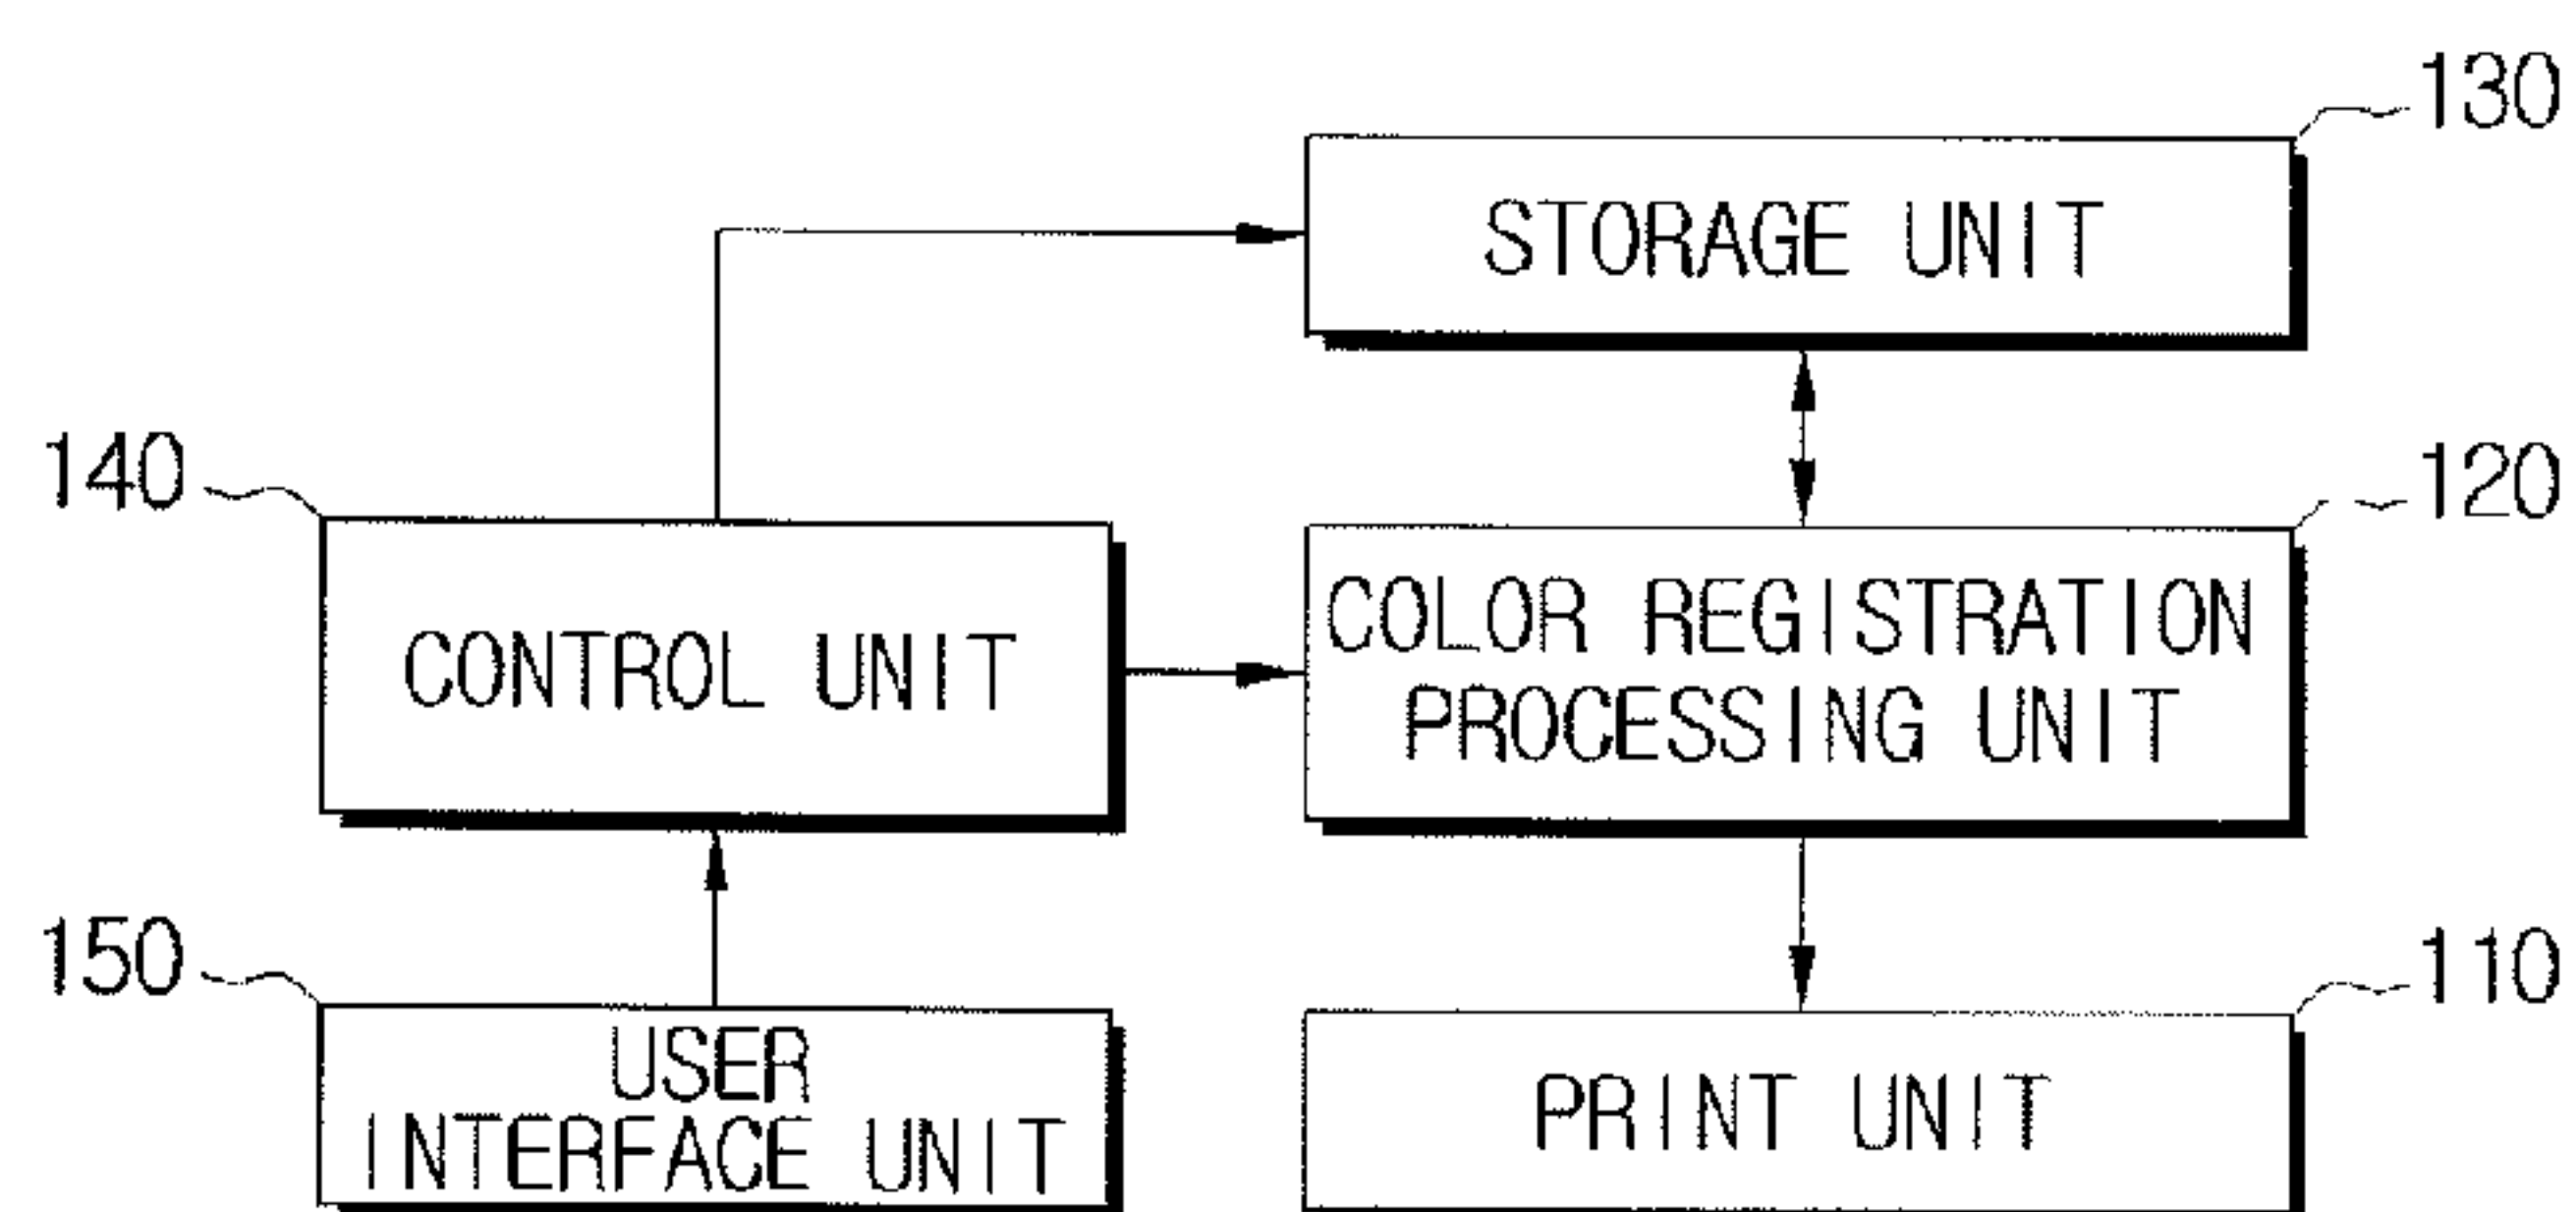 130
STORAGE UNIT
140
120
CONTROL UNIT
COLOR REGISTRATION
PROCESSING UNIT
150
110
USER
INTERFACE UNIT
PRINT UNIT